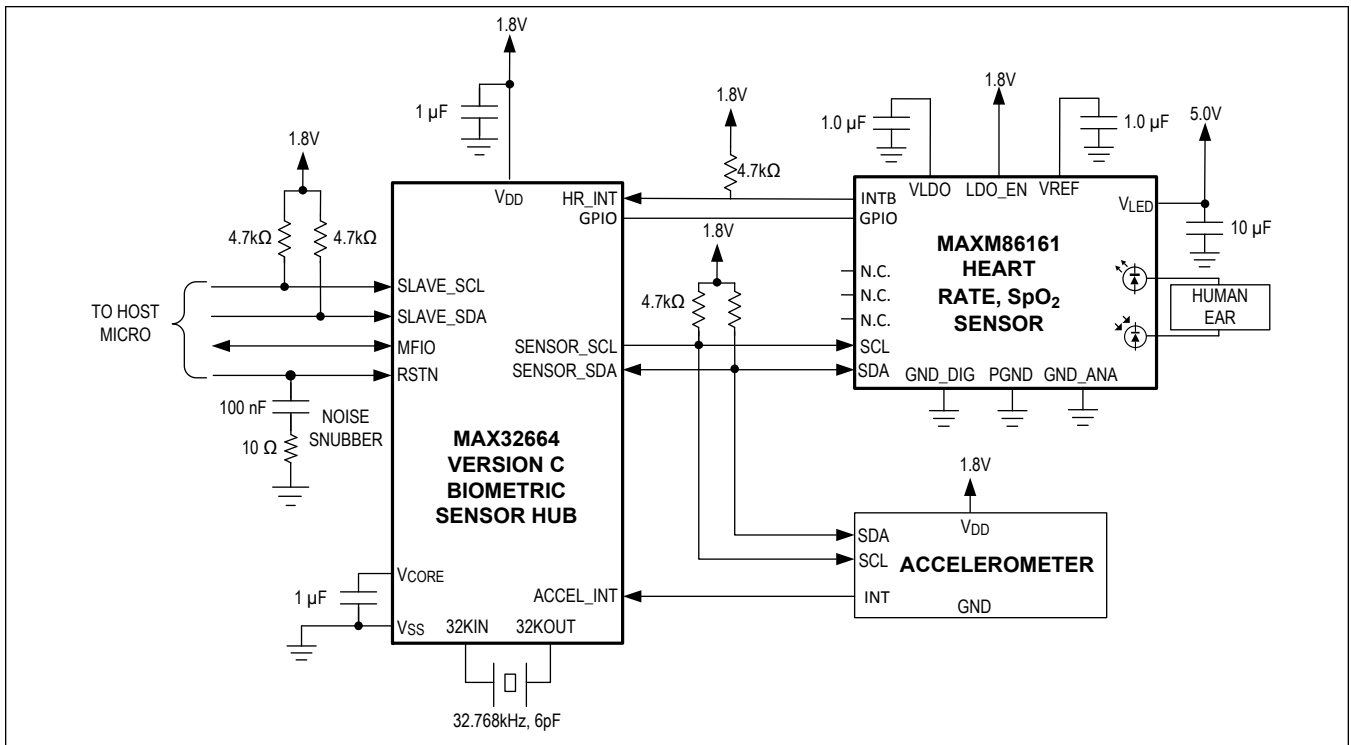 1.8V
1 µF
1.8V
4.7kΩ
4.7kΩ
TO HOST
MICRO
100 nF
10 Ω
NOISE
SNUBBER
VDD
HR_INT
GPIO
SLAVE_SCL
SLAVE_SDA
MFIO
RSTN
SENSOR_SCL
SENSOR_SDA
MAX32664
VERSION C
BIOMETRIC
SENSOR HUB
VCORE
1 µF
VSS
32KIN
32KOUT
ACCEL_INT
32.768kHz, 6pF
1.8V
4.7kΩ
1.8V
4.7kΩ
1.0 µF
1.8V
1.0 µF
5.0V
VLDO
LDO_EN
VREF
INTB
GPIO
VLED
10 µF
MAXM86161
HEART
RATE, SpO2
SENSOR
N.C.
N.C.
N.C.
SCL
SDA
GND_DIG
PGND
GND_ANA
HUMAN
EAR
1.8V
VDD
SDA
SCL
ACCELEROMETER
INT
GND